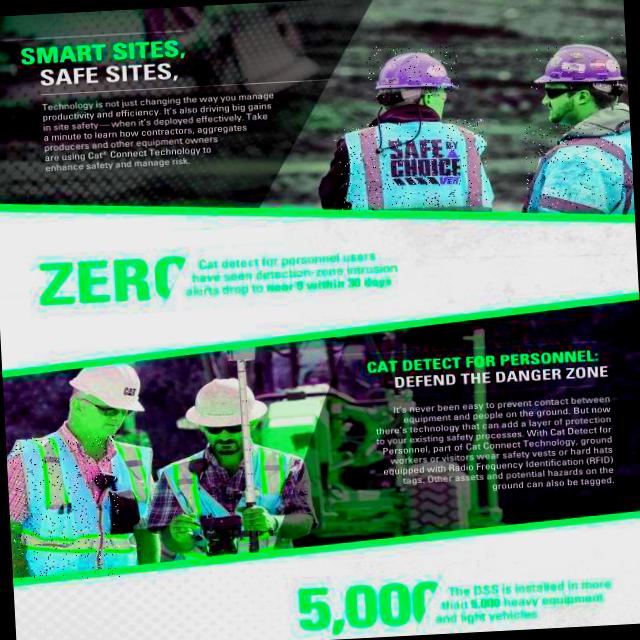 SMART SITES,
SAFE SITES,
Technology is not just changing the way you manage
productivity and efficiency. It's also driving big gains
in site safety—when it's deployed effectively. Take
a minute to learn how contractors, aggregates
producers and other equipment owners
are using Cat® Connect Technology to
enhance safety and manage risk.
SAFE BY
CHOICE
ZERO
Cat detect for personnel users
have seen detection-zone intrusion
alerts drop to near 0 within 30 days
CAT
CAT DETECT FOR PERSONNEL:
DEFEND THE DANGER ZONE
It's never been easy to prevent contact between
equipment and people on the ground. But now
there's technology that can add a layer of protection
to your existing safety processes. With Cat Detect for
Personnel, part of Cat Connect Technology, ground
workers or visitors wear safety vests or hard hats
equipped with Radio Frequency Identification (RFID)
tags. Other assets and potential hazards on the
ground can also be tagged.
5,000
The DSS is installed in more
than 5,000 heavy equipment
and light vehicles